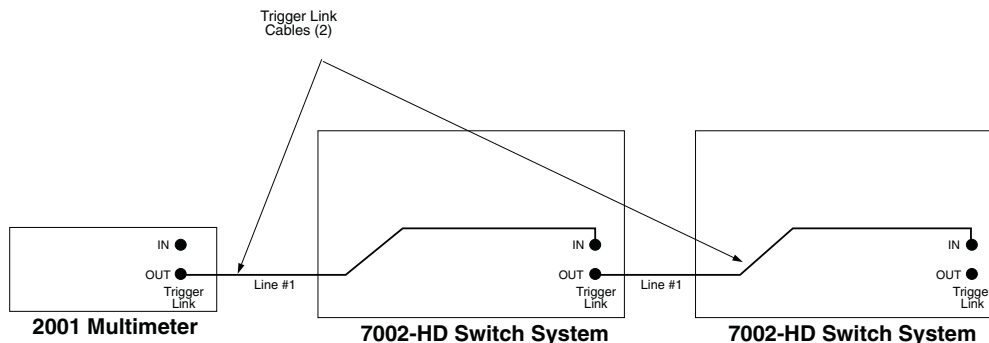 Trigger Link
Cables (2)
IN
OUT
Trigger
Link
Line #1
2001 Multimeter
IN
OUT
Trigger
Link
Line #1
7002-HD Switch System
IN
OUT
Trigger
Link
7002-HD Switch System